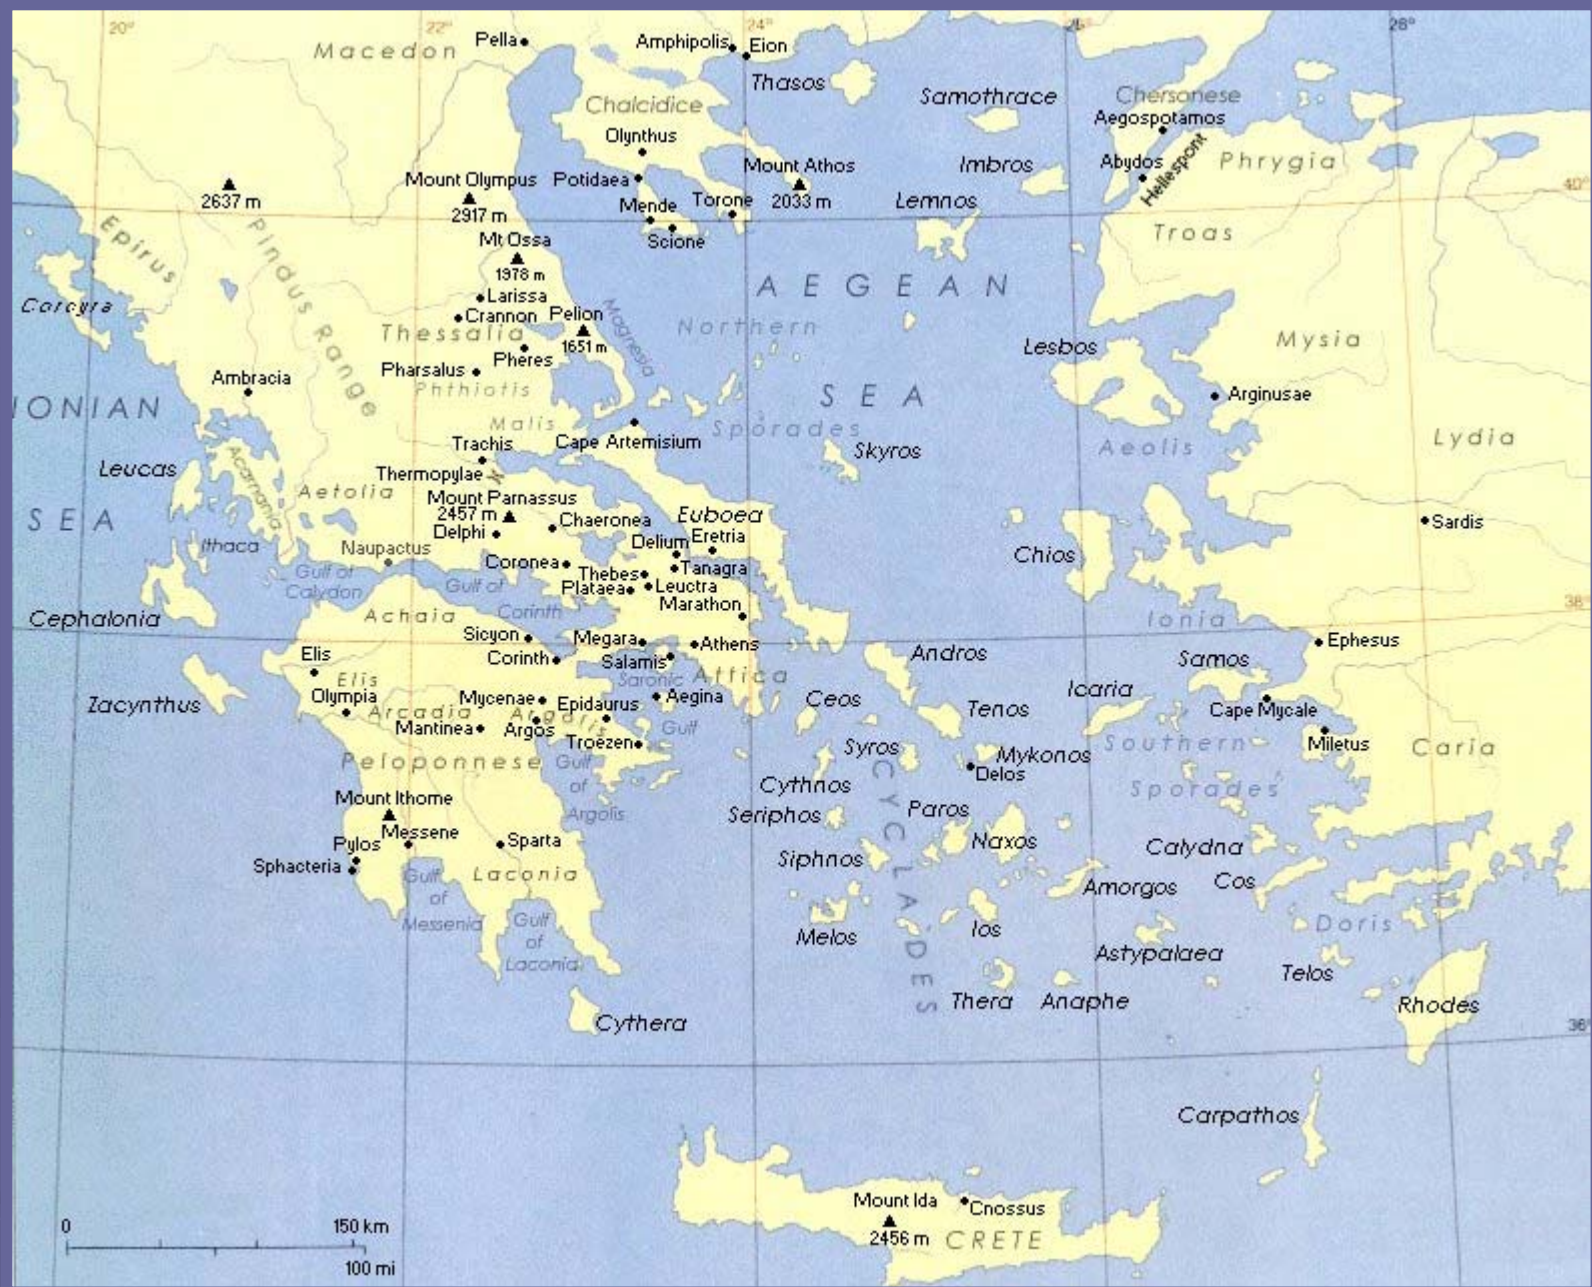 20°
22°
24°
26°
28°
Macedon
Pella
Amphipolis
Eion
Thasos
Samothrace
Chersonese
Aegospotamos
Chalcidice
Olynthus
Mount Athos
2033 m
Imbros
Abydos
Hellespont
Phrygia
40°
2637 m
Mount Olympus
2917 m
Potidaea
Mende
Torone
Scione
Lemnos
Troas
Epirus
Pindus Range
Mt Ossa
1978 m
AEGEAN
SEA
Corcyra
Larissa
Crannon
Pelion
1651 m
Magnesia
Northern
Sporades
Thessalia
Pheres
Pharsalus
Phthiotis
Lesbos
Mysia
Ambracia
Arginusae
IONIAN
SEA
Malis
Cape Artemisium
Skyros
Aeolis
Lydia
Trachis
Thermopylae
Leucas
Acarnania
Aetolia
Mount Parnassus
2457 m
Delphi
Chaeronea
Euboea
Eretria
Delium
Tanagra
Sardis
Ithaca
Naupactus
Coronea
Thebes
Leuctra
Plataea
Marathon
Chios
Gulf of
Calydon
Gulf of
Corinth
Cephalonia
Achaia
Sicyon
Corinth
Megara
Athens
Salamis
Saronic
Gulf
Attica
Ionia
38°
Ephesus
Samos
Andros
Elis
Elis
Olympia
Zacynthus
Arcadia
Mycenae
Argolis
Argos
Epidaurus
Aegina
Mantinea
Troezen
Ceos
Tenos
Icaria
Cape Mycale
Miletus
Syros
Mykonos
Delos
Southern
Sporades
Caria
Peloponnese
Gulf
of
Argolis
Cythnos
CYCLADES
Mount Ithome
Messene
Pylos
Sphacteria
Sparta
Seriphos
Paros
Naxos
Siphnos
Calydna
Laconia
Amorgos
Cos
Gulf
of
Messenia
Gulf
of
Laconia
Melos
Ios
Astypalaea
Doris
Telos
Thera
Anaphe
Rhodes
Cythera
36°
Carpathos
Mount Ida
2456 m
Cnossus
CRETE
0
150 km
100 mi